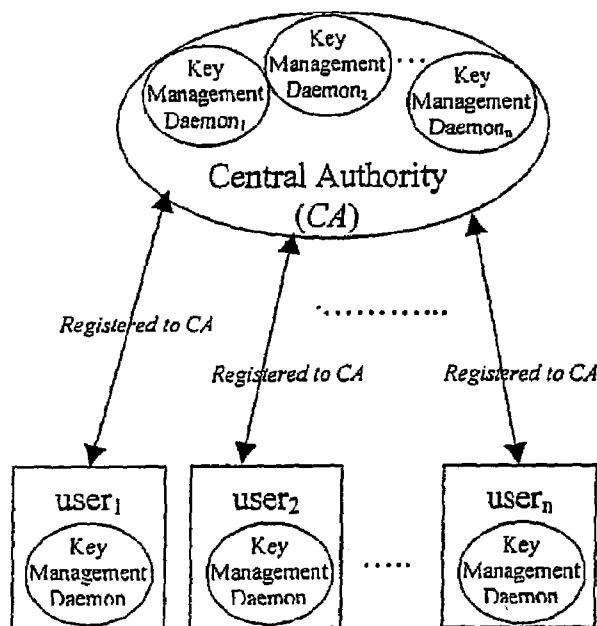 Key
Management
Daemon₁
Key
Management
Daemon₂
.....
Key
Management
Daemonₙ
Central Authority
(CA)
Registered to CA
Registered to CA
Registered to CA
user₁
Key
Management
Daemon
user₂
Key
Management
Daemon
.....
userₙ
Key
Management
Daemon